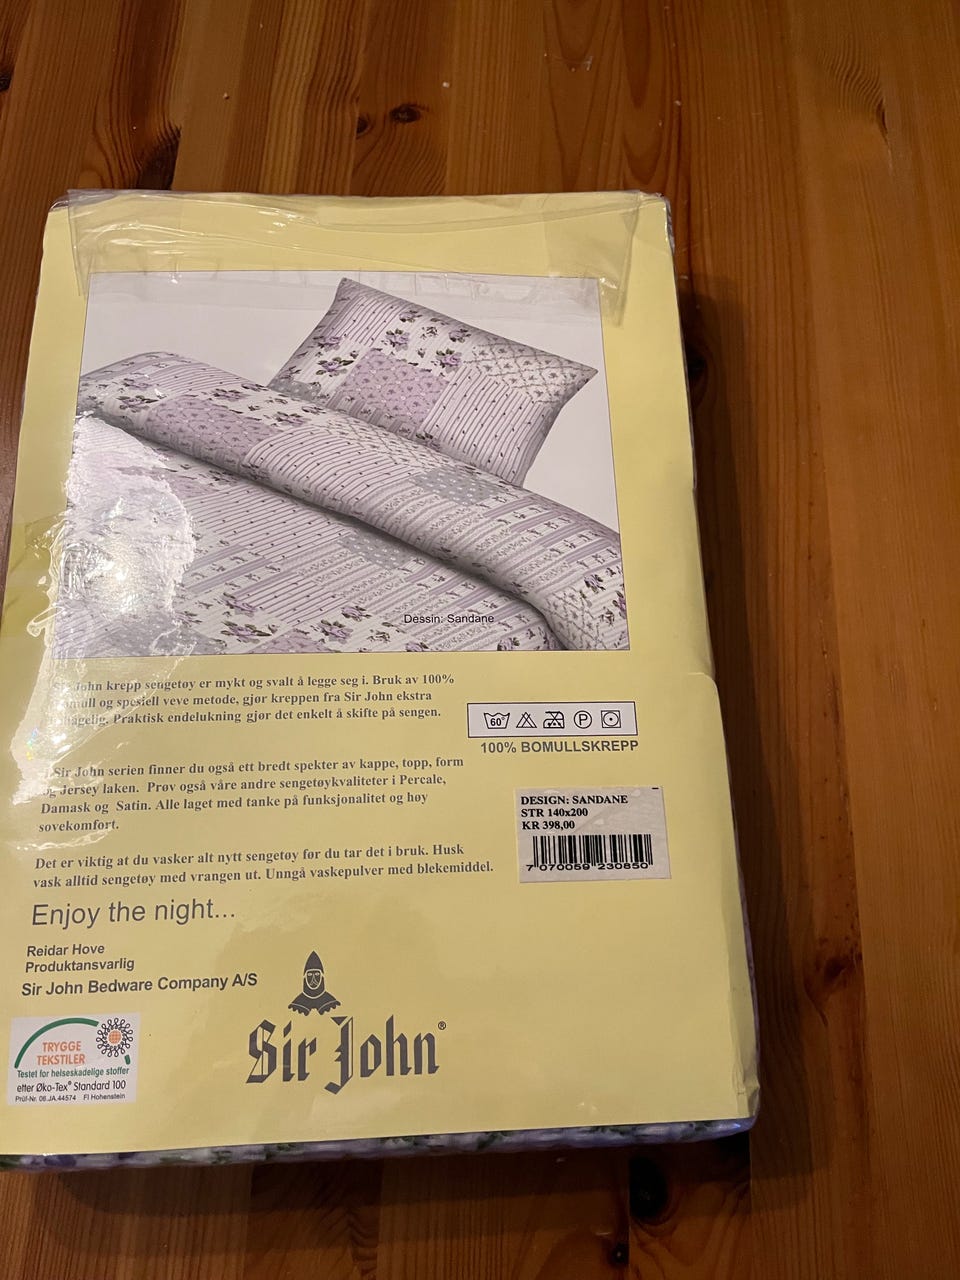 Dessin: Sandane
John krepp sengetøy er mykt og svalt å legge seg i. Bruk av 100%
og spesiell veve metode, gjør kreppen fra Sir John ekstra
Praktisk endelukning gjør det enkelt å skifte på sengen.
60°
P
100% BOMULLSKREPP
Sir John serien finner du også ett bredt spekter av kappe, topp, form
og Jersey laken. Prøv også våre andre sengetøykvaliteter i Percale,
Damask og Satin. Alle laget med tanke på funksjonalitet og høy
sovekomfort.
DESIGN: SANDANE
STR 140x200
KR 398,00
7 070059 230850
Det er viktig at du vasker alt nytt sengetøy før du tar det i bruk. Husk
vask alltid sengetøy med vrangen ut. Unngå vaskepulver med blekemiddel.
Enjoy the night...
Reidar Hove
Produktansvarlig
Sir John Bedware Company A/S
Sir John®
TRYGGE
TEKSTILER
Testet for helseskadelige stoffer
etter Øko-Tex® Standard 100
Prüf-Nr. 06.JA.44574 FI Hohenstein